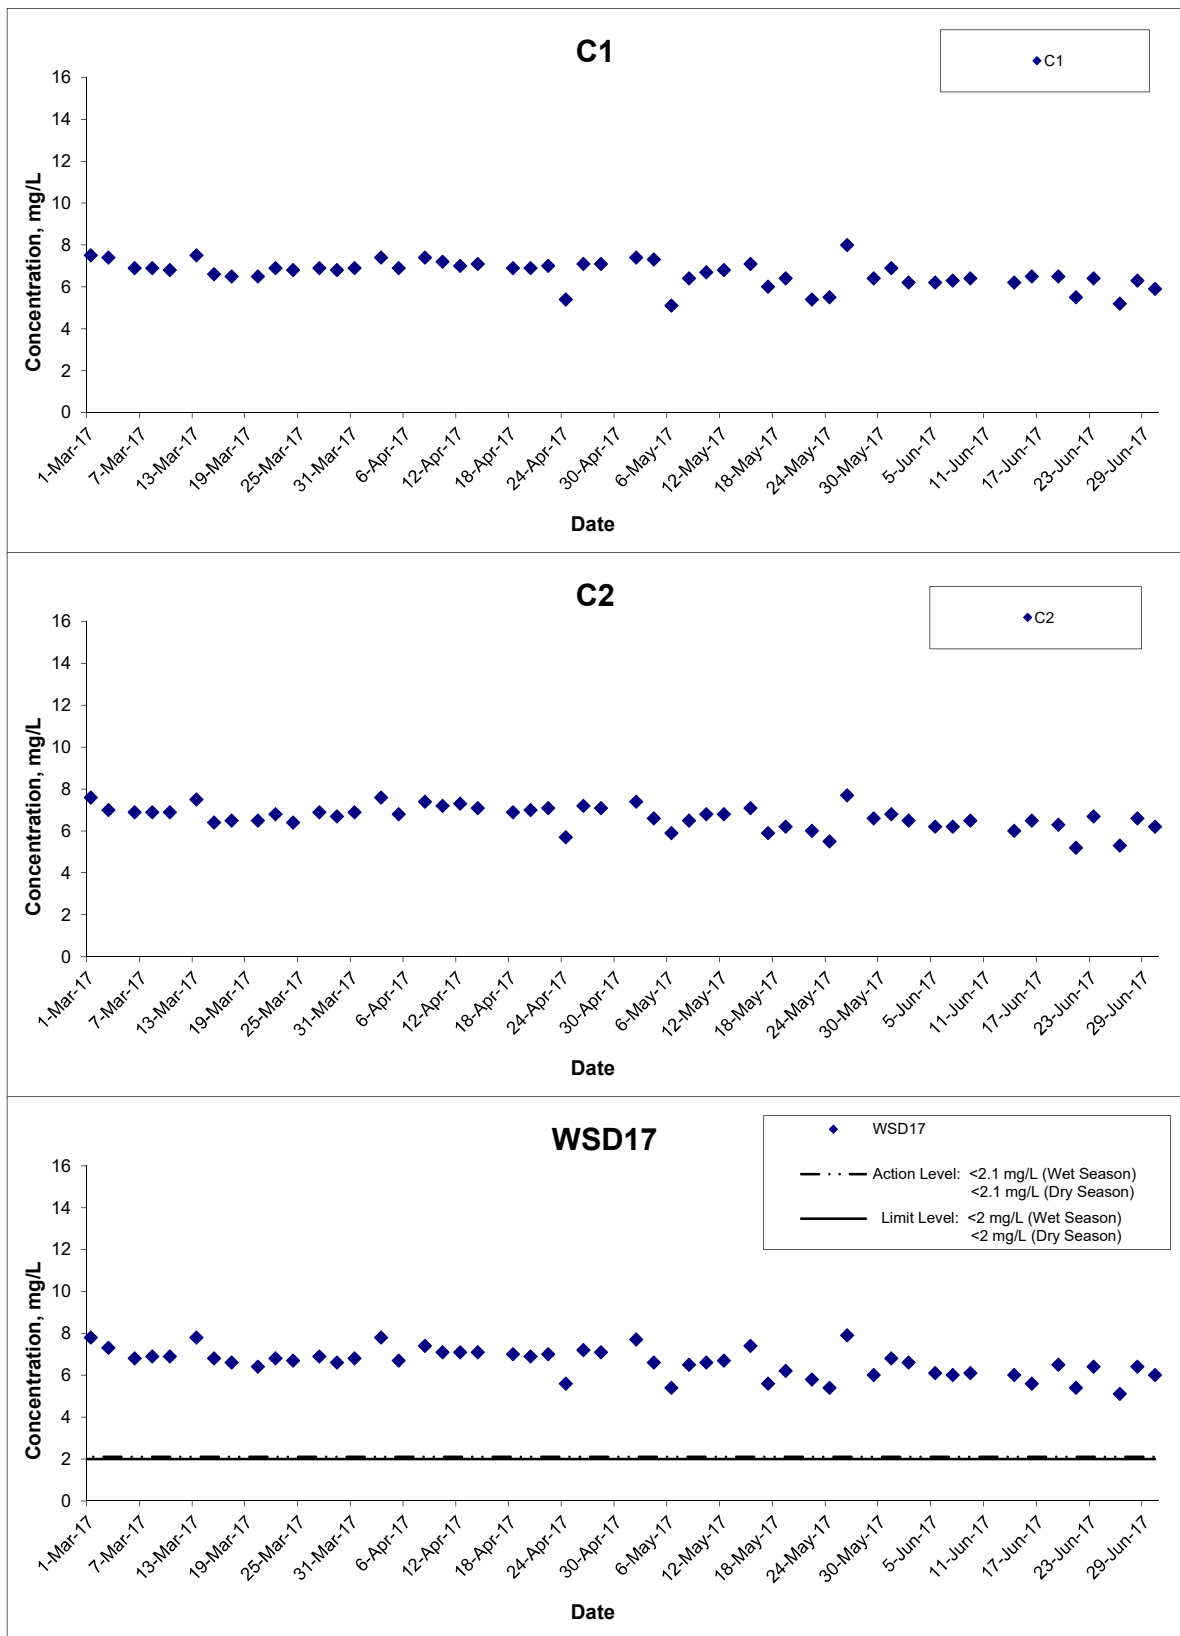 C1
C1
16
14
12
10
8
6
4
2
0
Concentration, mg/L
1-Mar-17
7-Mar-17
13-Mar-17
19-Mar-17
25-Mar-17
31-Mar-17
6-Apr-17
12-Apr-17
18-Apr-17
24-Apr-17
30-Apr-17
6-May-17
12-May-17
18-May-17
24-May-17
30-May-17
5-Jun-17
11-Jun-17
17-Jun-17
23-Jun-17
29-Jun-17
Date
C2
C2
16
14
12
10
8
6
4
2
0
Concentration, mg/L
1-Mar-17
7-Mar-17
13-Mar-17
19-Mar-17
25-Mar-17
31-Mar-17
6-Apr-17
12-Apr-17
18-Apr-17
24-Apr-17
30-Apr-17
6-May-17
12-May-17
18-May-17
24-May-17
30-May-17
5-Jun-17
11-Jun-17
17-Jun-17
23-Jun-17
29-Jun-17
Date
WSD17
WSD17
Action Level: <2.1 mg/L (Wet Season)
<2.1 mg/L (Dry Season)
Limit Level: <2 mg/L (Wet Season)
<2 mg/L (Dry Season)
16
14
12
10
8
6
4
2
0
Concentration, mg/L
1-Mar-17
7-Mar-17
13-Mar-17
19-Mar-17
25-Mar-17
31-Mar-17
6-Apr-17
12-Apr-17
18-Apr-17
24-Apr-17
30-Apr-17
6-May-17
12-May-17
18-May-17
24-May-17
30-May-17
5-Jun-17
11-Jun-17
17-Jun-17
23-Jun-17
29-Jun-17
Date